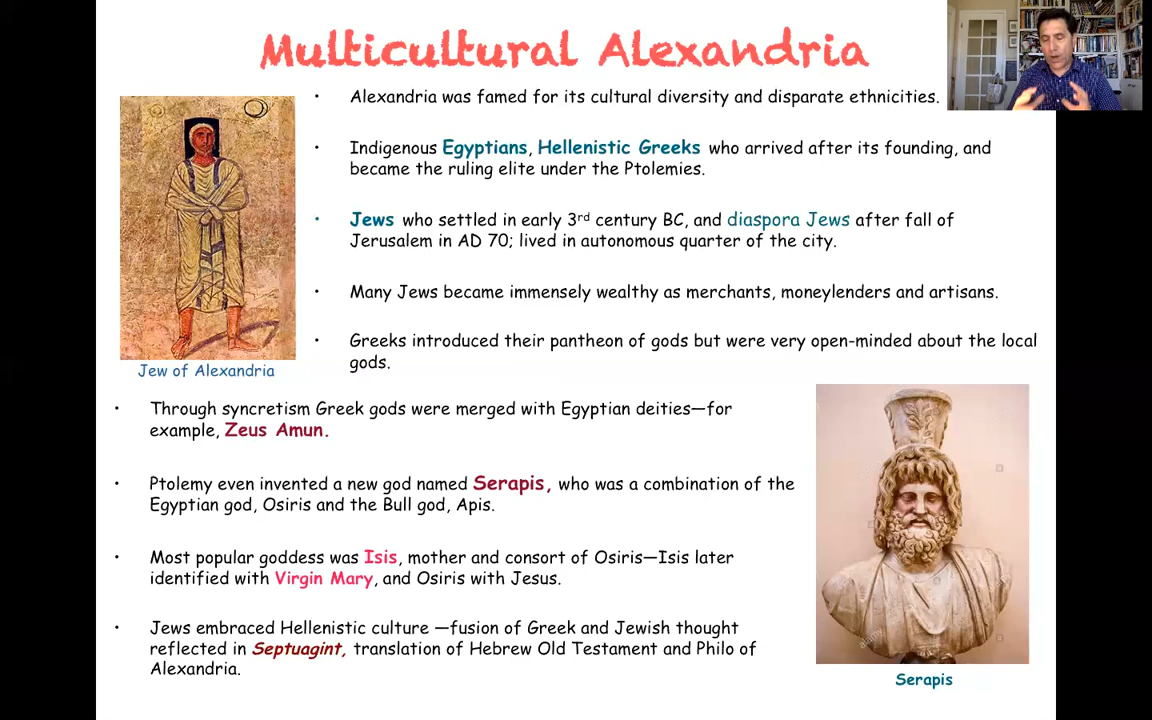 Multicultural Alexandria
• Alexandria was famed for its cultural diversity and disparate ethnicities.
• Indigenous Egyptians, Hellenistic Greeks who arrived after its founding, and
became the ruling elite under the Ptolemies.
• Jews who settled in early 3rd century BC, and diaspora Jews after fall of
Jerusalem in AD 70; lived in autonomous quarter of the city.
• Many Jews became immensely wealthy as merchants, moneylenders and artisans.
• Greeks introduced their pantheon of gods but were very open-minded about the local
gods.
Jew of Alexandria
• Through syncretism Greek gods were merged with Egyptian deities—for
example, Zeus Amun.
• Ptolemy even invented a new god named Serapis, who was a combination of the
Egyptian god, Osiris and the Bull god, Apis.
• Most popular goddess was Isis, mother and consort of Osiris—Isis later
identified with Virgin Mary, and Osiris with Jesus.
• Jews embraced Hellenistic culture —fusion of Greek and Jewish thought
reflected in Septuagint, translation of Hebrew Old Testament and Philo of
Alexandria.
Serapis